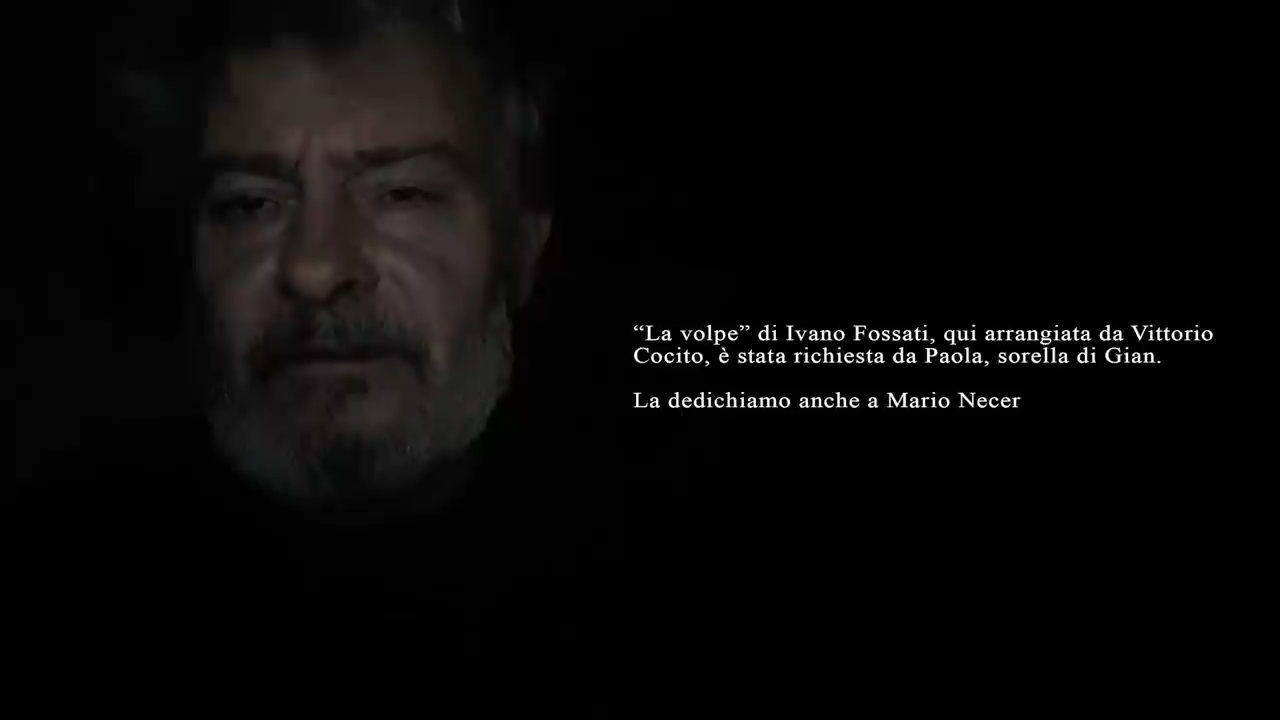 “La volpe” di Ivano Fossati, qui arrangiata da Vittorio
Cocito, è stata richiesta da Paola, sorella di Gian.
La dedichiamo anche a Mario Necer